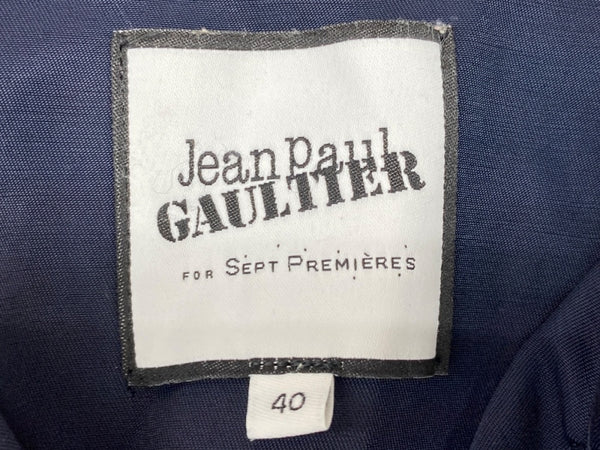 Jean Paul
GAULTIER
FOR SEPT PREMIÈRES
40